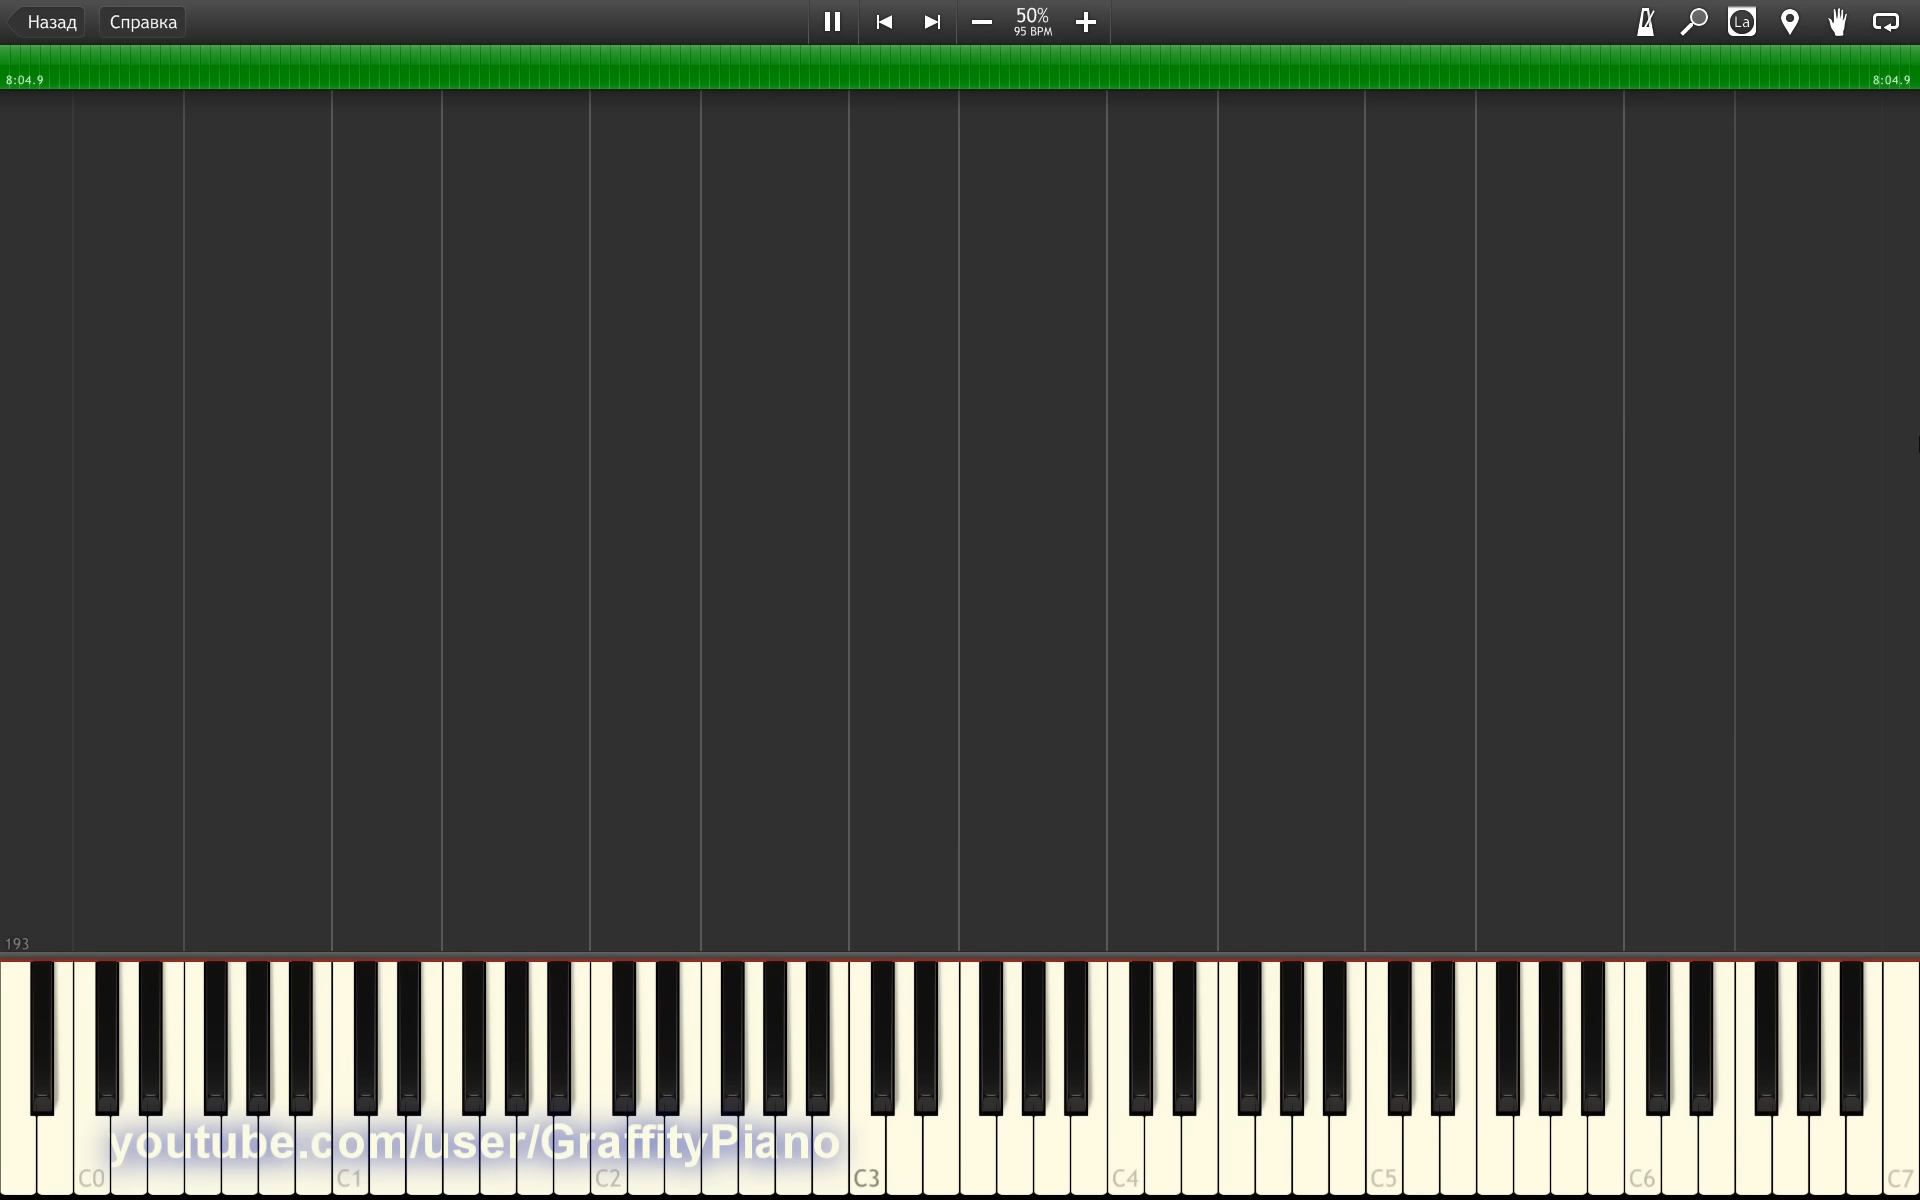 Назад
Справка
50%
95 BPM
La
8:04.9
8:04.9
193
youtube.com/user/GraffityPiano
C0
C1
C2
C3
C4
C5
C6
C7